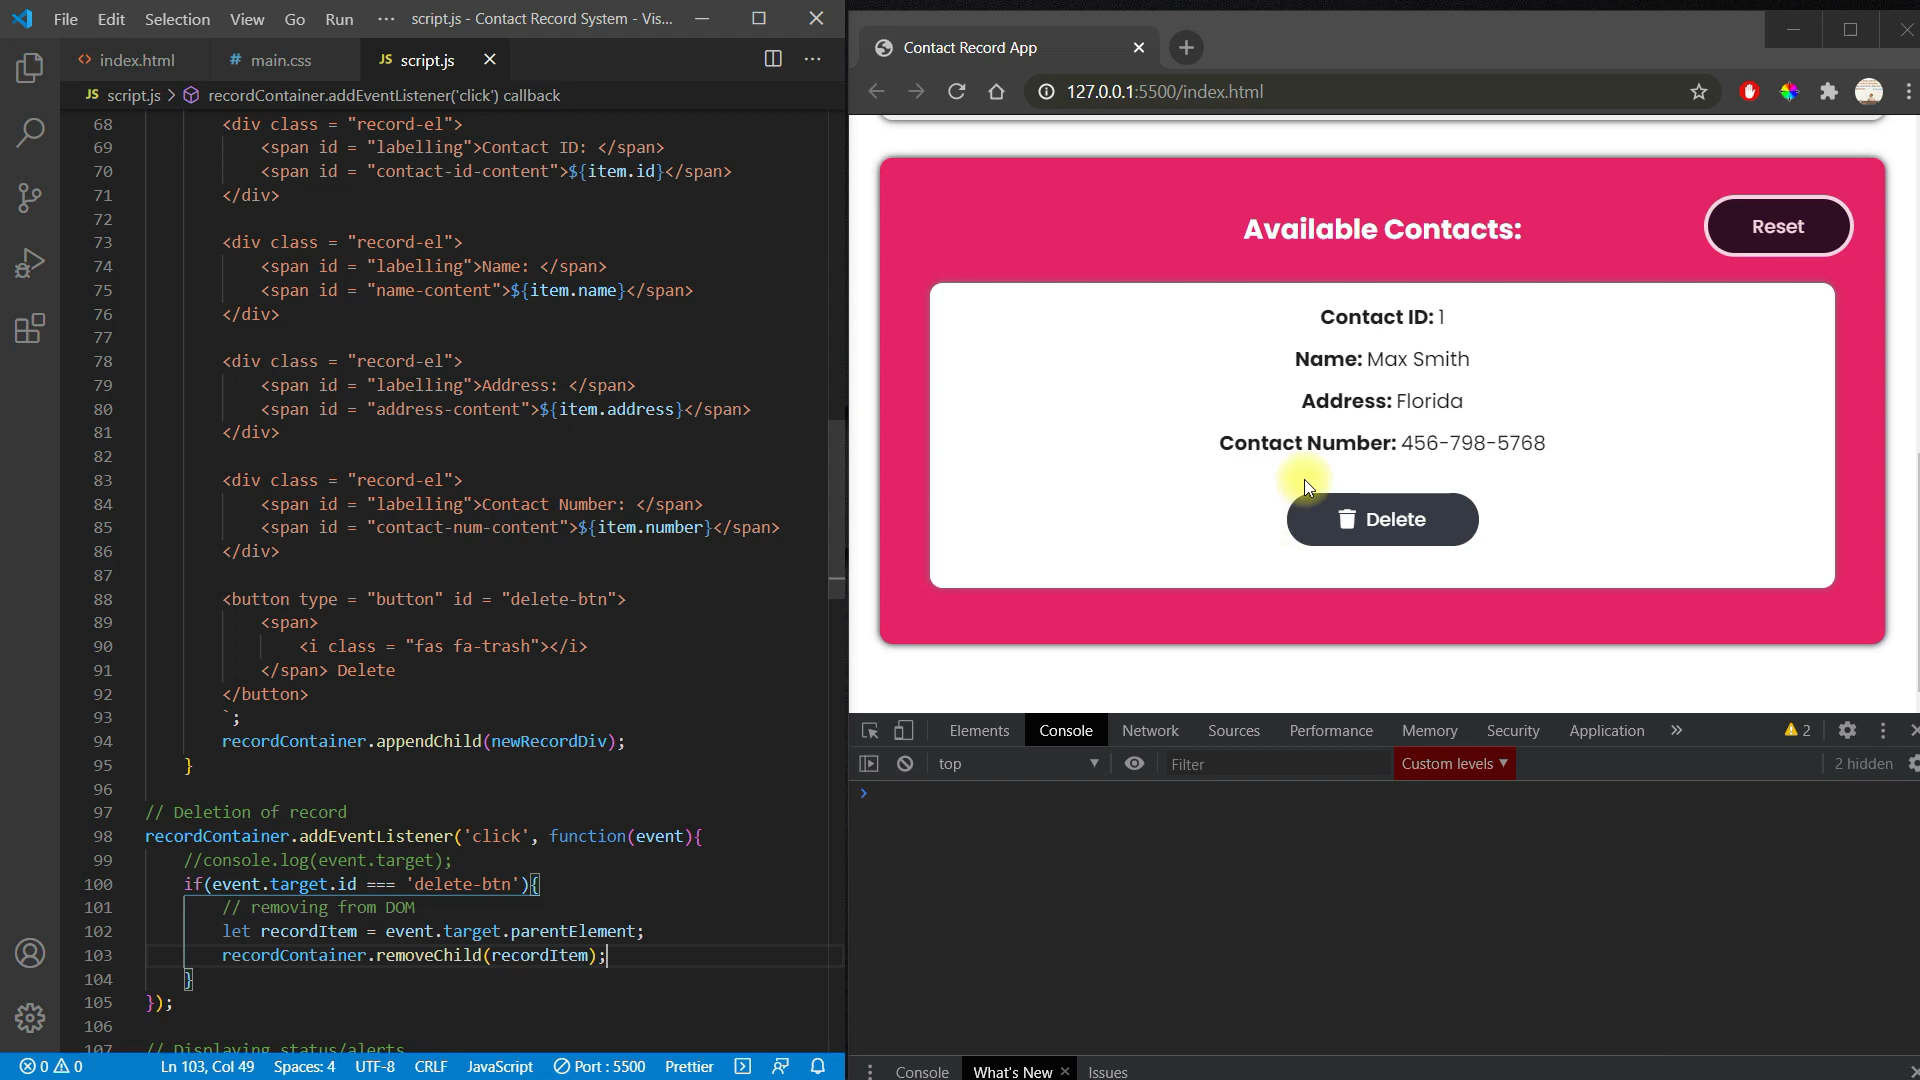 File Edit Selection View Go Run ··· script.js - Contact Record System - Vis...
index.html # main.css JS script.js
JS script.js > recordContainer.addEventListener('click') callback
68 <div class = "record-el">
69 <span id = "labelling">Contact ID: </span>
70 <span id = "contact-id-content">${item.id}</span>
71 </div>
72
73 <div class = "record-el">
74 <span id = "labelling">Name: </span>
75 <span id = "name-content">${item.name}</span>
76 </div>
77
78 <div class = "record-el">
79 <span id = "labelling">Address: </span>
80 <span id = "address-content">${item.address}</span>
81 </div>
82
83 <div class = "record-el">
84 <span id = "labelling">Contact Number: </span>
85 <span id = "contact-num-content">${item.number}</span>
86 </div>
87
88 <button type = "button" id = "delete-btn">
89 <span>
90 <i class = "fas fa-trash"></i>
91 </span> Delete
92 </button>
93 `;
94 recordContainer.appendChild(newRecordDiv);
95 }
96
97 // Deletion of record
98 recordContainer.addEventListener('click', function(event){
99 //console.log(event.target);
100 if(event.target.id === 'delete-btn'){
101 // removing from DOM
102 let recordItem = event.target.parentElement;
103 recordContainer.removeChild(recordItem);
104 }
105 });
106
107 // Displaying status/alerts
0 0 Ln 103, Col 49 Spaces: 4 UTF-8 CRLF JavaScript Port : 5500 Prettier
Contact Record App
127.0.0.1:5500/index.html
Available Contacts:
Reset
Contact ID: 1
Name: Max Smith
Address: Florida
Contact Number: 456-798-5768
Delete
Elements Console Network Sources Performance Memory Security Application » 2
top Filter Custom levels 2 hidden
Console What's New Issues